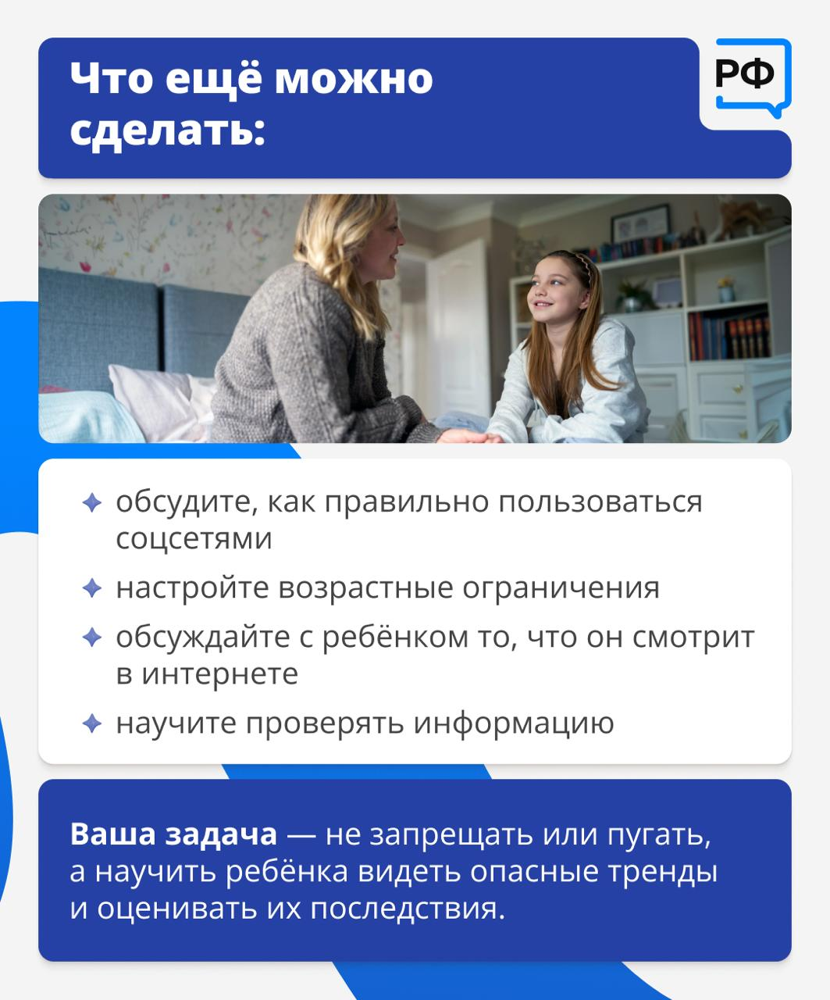 Что ещё можно
сделать:
РФ
обсудите, как правильно пользоваться
соцсетями
настройте возрастные ограничения
обсуждайте с ребёнком то, что он смотрит
в интернете
научите проверять информацию
Ваша задача — не запрещать или пугать,
а научить ребёнка видеть опасные тренды
и оценивать их последствия.